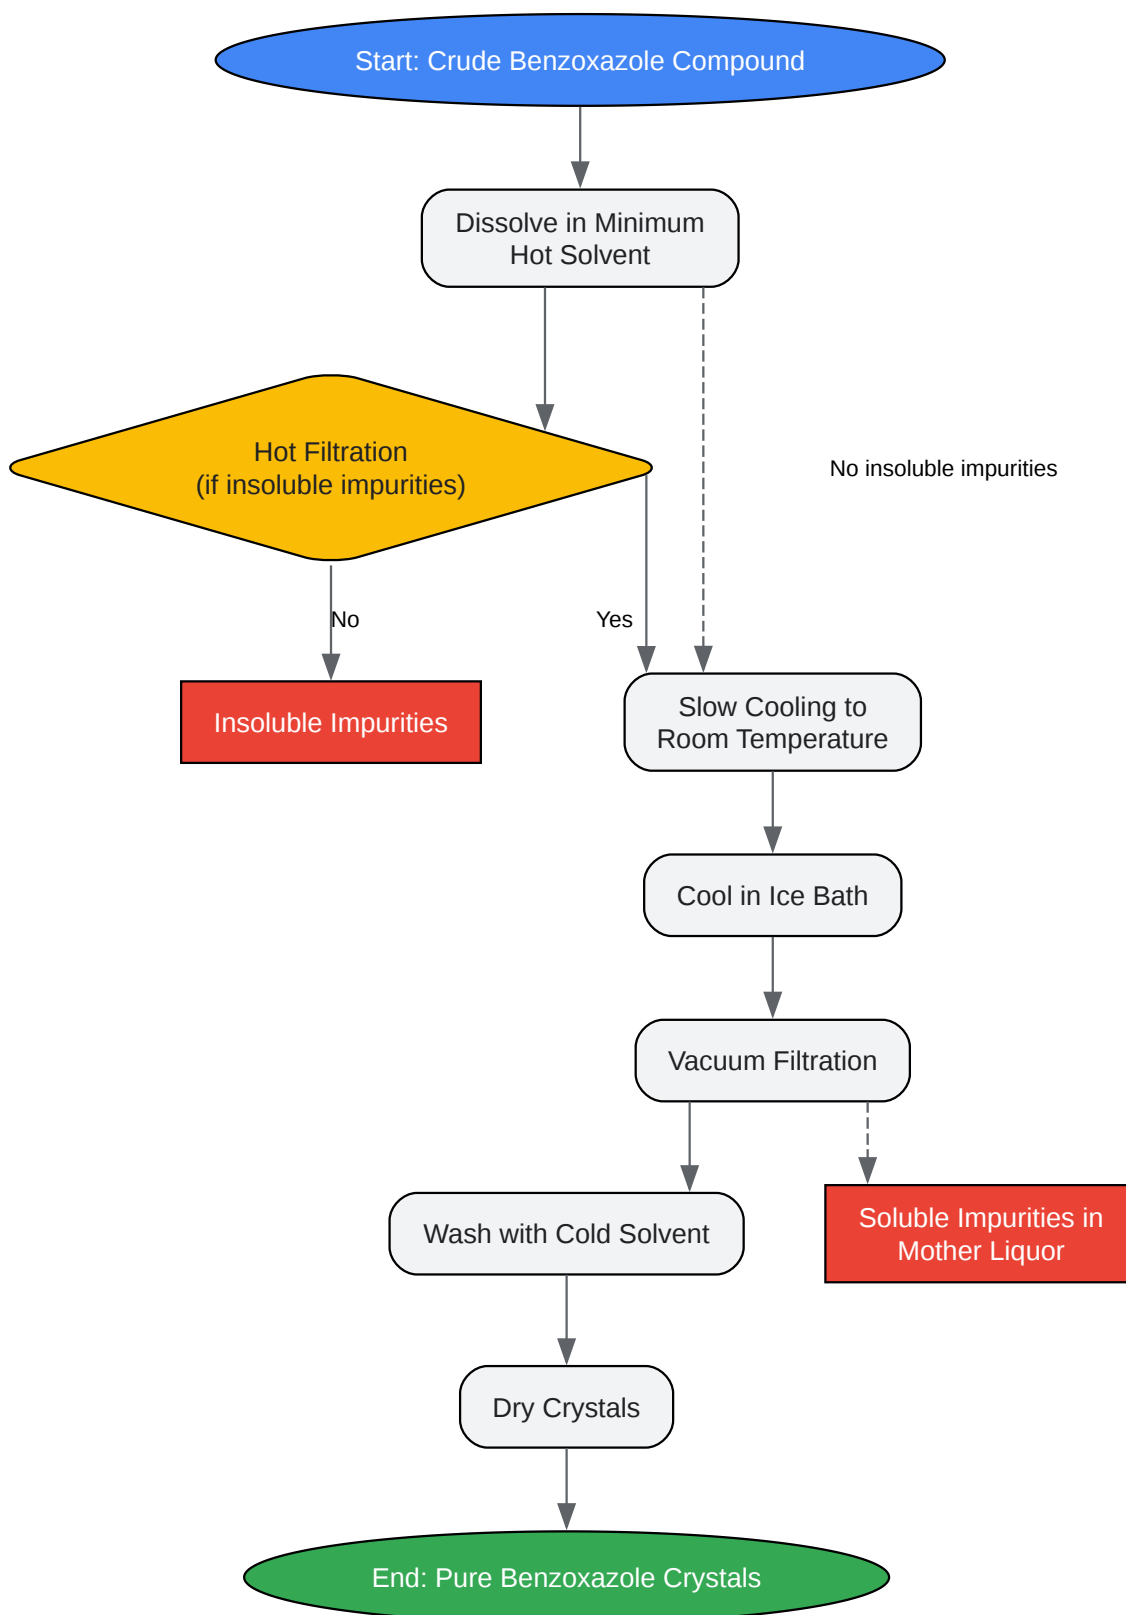 Start: Crude Benzoxazole Compound
Dissolve in Minimum
Hot Solvent
Hot Filtration
(if insoluble impurities)
No insoluble impurities
No
Yes
Insoluble Impurities
Slow Cooling to
Room Temperature
Cool in Ice Bath
Vacuum Filtration
Wash with Cold Solvent
Soluble Impurities in
Mother Liquor
Dry Crystals
End: Pure Benzoxazole Crystals